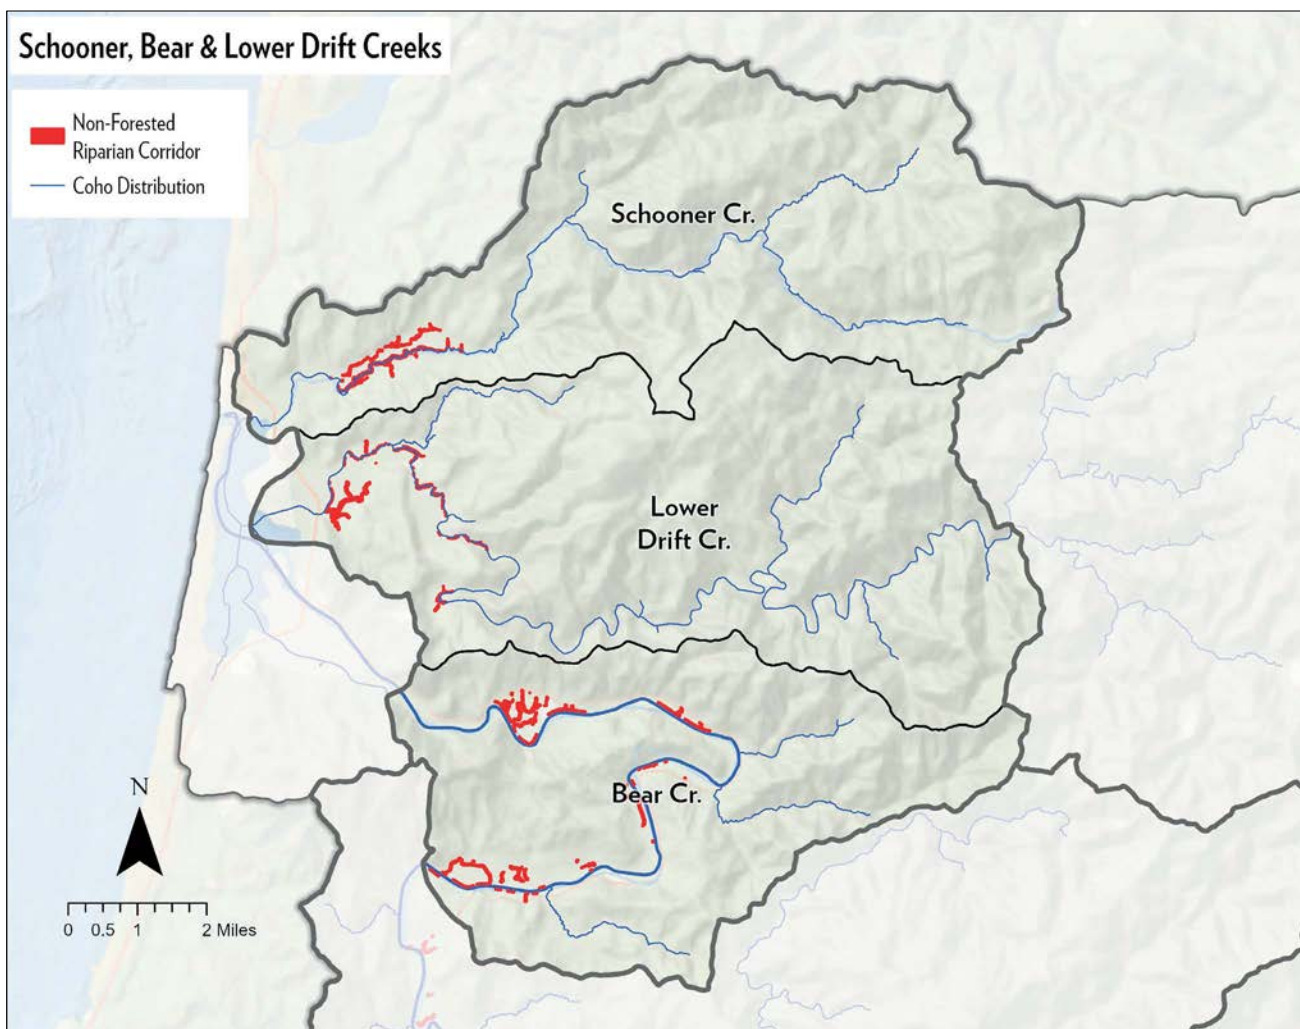 Schooner, Bear & Lower Drift Creeks
Non-Forested
Riparian Corridor
Coho Distribution
Schooner Cr.
Lower
Drift Cr.
Bear Cr.
N
0 0.5 1 2 Miles